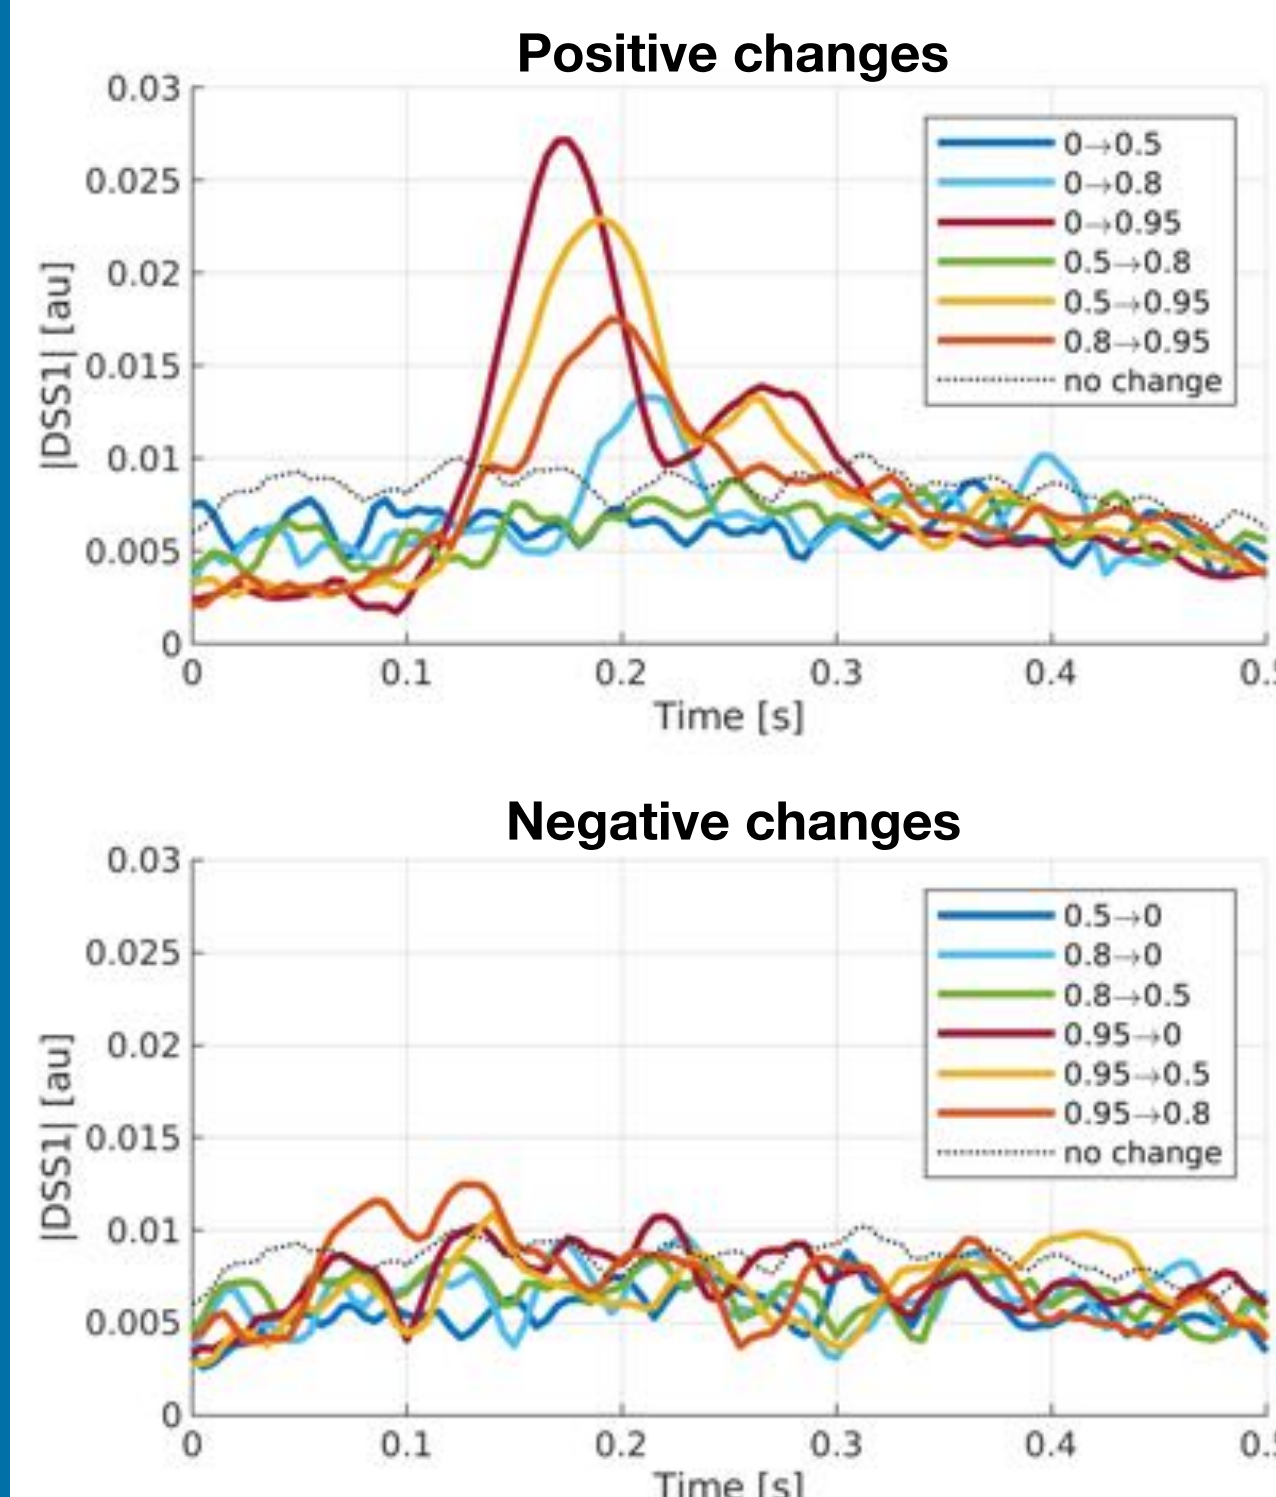 Positive changes
0.03
0.025
0.02
0.015
0.01
0.005
0
|DSS1| [au]
0→0.5
0→0.8
0→0.95
0.5→0.8
0.5→0.95
0.8→0.95
no change
0 0.1 0.2 0.3 0.4 0.5
Time [s]
Negative changes
0.03
0.025
0.02
0.015
0.01
0.005
0
|DSS1| [au]
0.5→0
0.8→0
0.8→0.5
0.95→0
0.95→0.5
0.95→0.8
no change
0 0.1 0.2 0.3 0.4 0.5
Time [s]